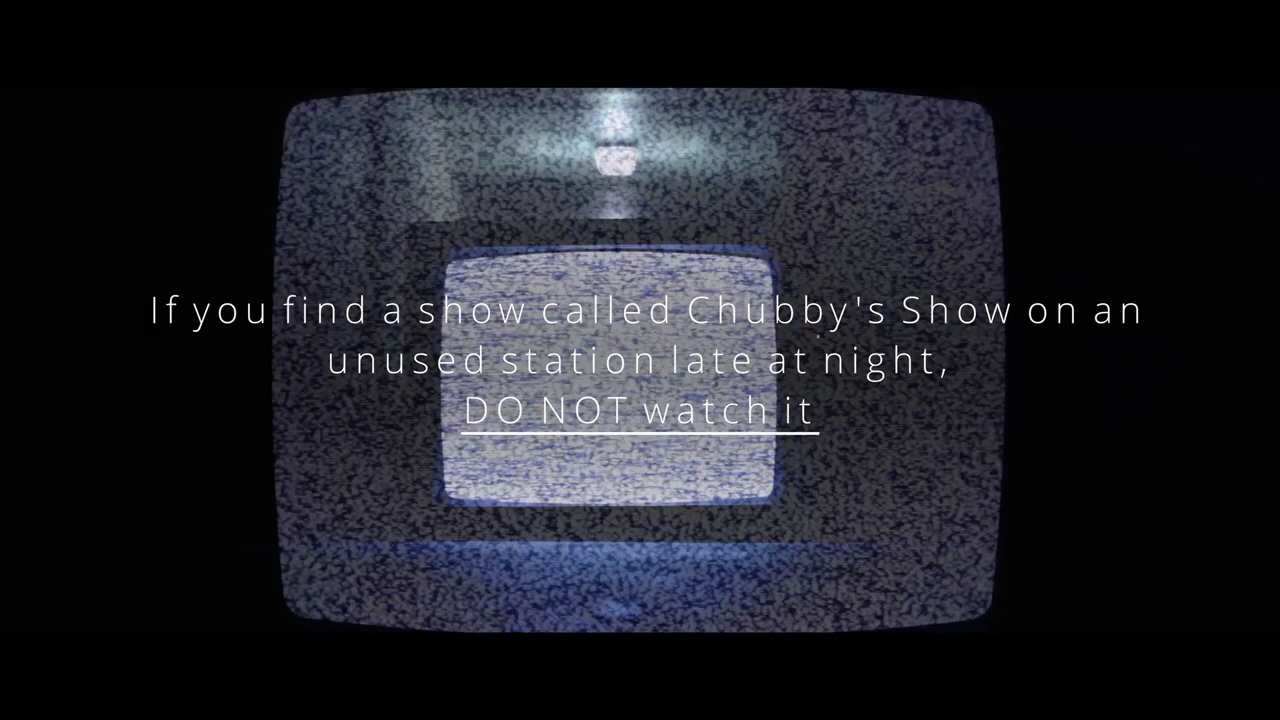 If you find a show called Chubby's Show on an
unused station late at night,
DO NOT watch it